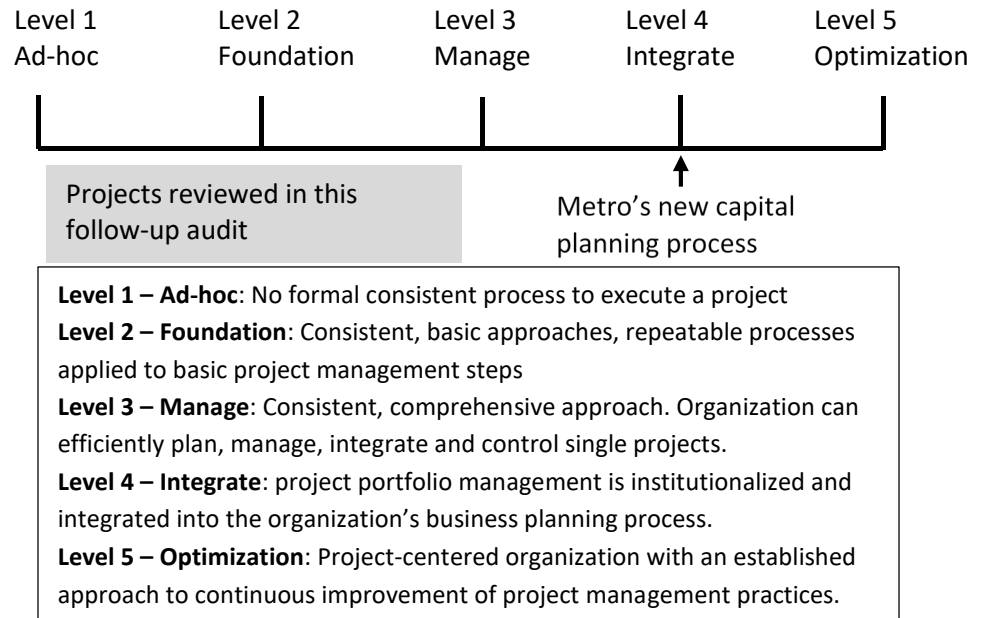 Level 1 Level 2 Level 3 Level 4 Level 5
Ad-hoc Foundation Manage Integrate Optimization
Projects reviewed in this
follow-up audit
Metro’s new capital
planning process
Level 1 – Ad-hoc: No formal consistent process to execute a project
Level 2 – Foundation: Consistent, basic approaches, repeatable processes
applied to basic project management steps
Level 3 – Manage: Consistent, comprehensive approach. Organization can
efficiently plan, manage, integrate and control single projects.
Level 4 – Integrate: project portfolio management is institutionalized and
integrated into the organization’s business planning process.
Level 5 – Optimization: Project-centered organization with an established
approach to continuous improvement of project management practices.